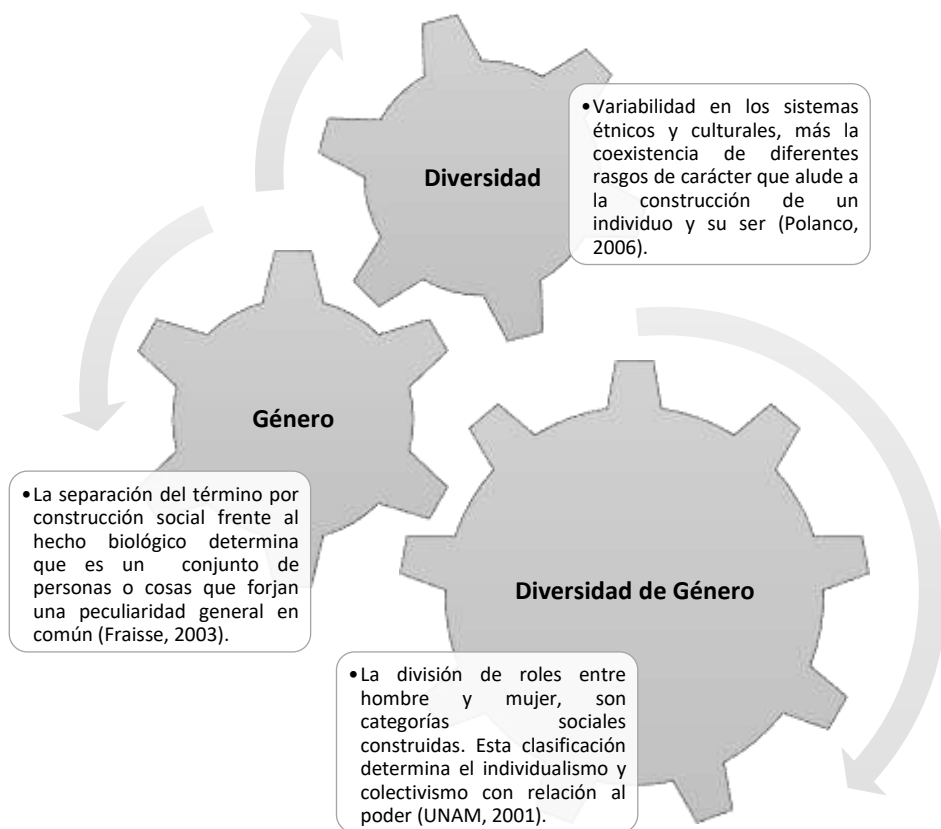 Diversidad
•Variabilidad en los sistemas
étnicos y culturales, más la
coexistencia de diferentes
rasgos de carácter que alude a
la construcción de un
individuo y su ser (Polanco,
2006).
Género
•La separación del término por
construcción social frente al
hecho biológico determina
que es un conjunto de
personas o cosas que forjan
una peculiaridad general en
común (Fraisse, 2003).
Diversidad de Género
•La división de roles entre
hombre y mujer, son
categorías sociales
construidas. Esta clasificación
determina el individualismo y
colectivismo con relación al
poder (UNAM, 2001).